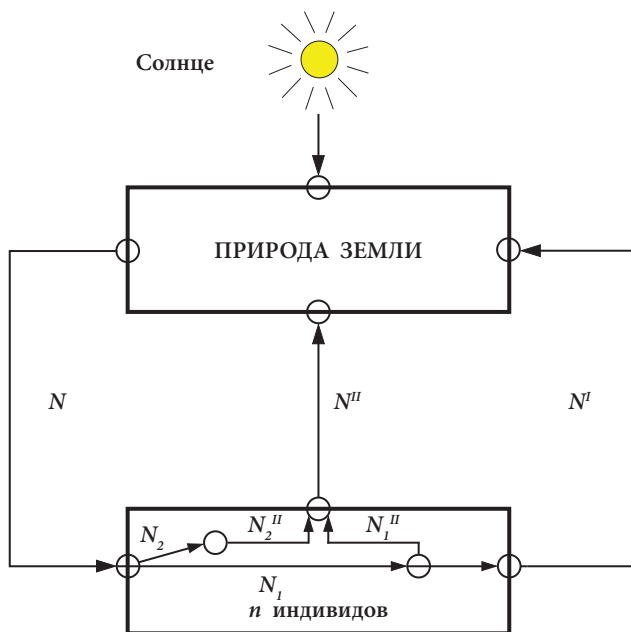 Солнце
ПРИРОДА ЗЕМЛИ
N
N^II
N^I
N_2
N_2^II
N_1^II
N_1
n индивидов